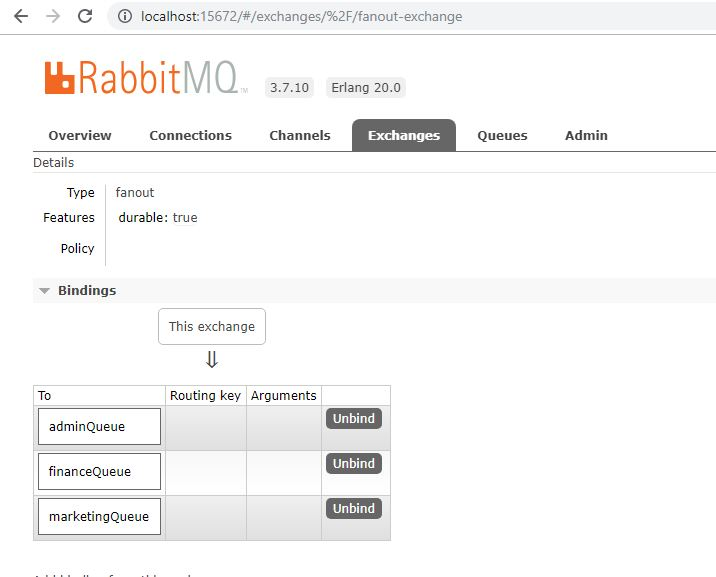 localhost:15672/#/exchanges/%2F/fanout-exchange
RabbitMQ TM 3.7.10 Erlang 20.0
Overview Connections Channels Exchanges Queues Admin
Details
Type fanout
Features durable: true
Policy
Bindings
This exchange
⇓
To Routing key Arguments
adminQueue Unbind
financeQueue Unbind
marketingQueue Unbind